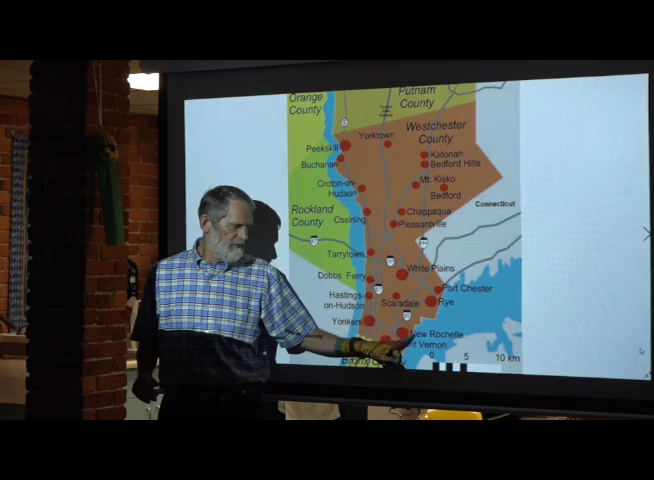 Orange
County
Putnam
County
Westchester
County
Yorktown
Peekskill
Buchanan
Katonah
Bedford Hills
Mt. Kisko
Bedford
Croton-on-
Hudson
Rockland
County
Ossining
Chappaqua
Pleasantville
Connecticut
Tarrytown
White Plains
Dobbs Ferry
Port Chester
Hastings-
on-Hudson
Scarsdale
Rye
Yonkers
New Rochelle
Vernon
0 5 10 km